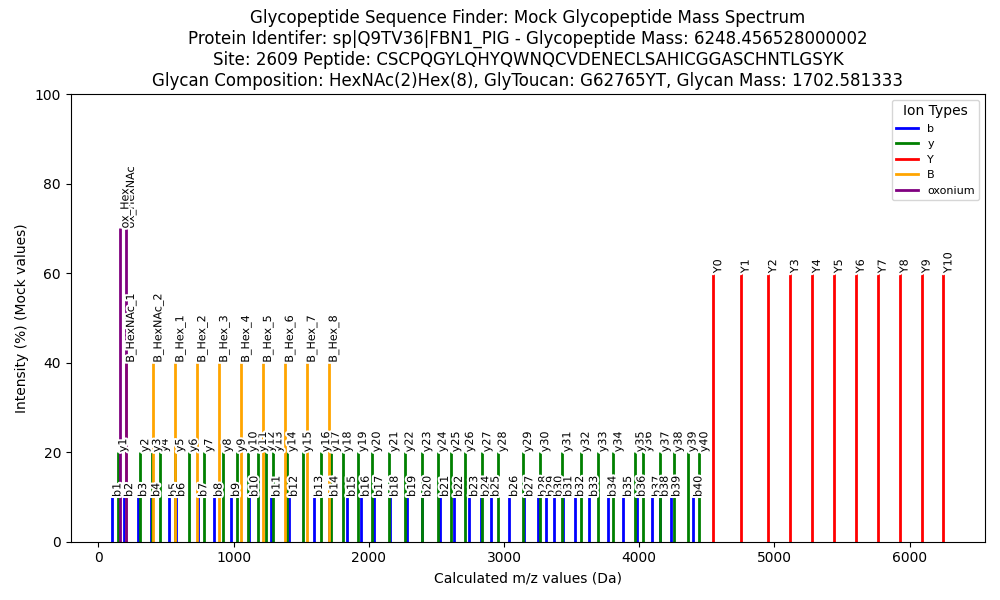 Glycopeptide Sequence Finder: Mock Glycopeptide Mass Spectrum
Protein Identifer: sp|Q9TV36|FBN1_PIG - Glycopeptide Mass: 6248.456528000002
Site: 2609 Peptide: CSCPQGYLQHYQWNQCVDENECLSAHICGGASCHNTLGSYK
Glycan Composition: HexNAc(2)Hex(8), GlyToucan: G62765YT, Glycan Mass: 1702.581333
Intensity (%) (Mock values)
100
80
60
40
20
0
Ion Types
b
y
Y
B
oxonium
ox_Hex
ox_HexNAc
Y0 Y1 Y2 Y3 Y4 Y5 Y6 Y7 Y8 Y9 Y10
B_HexNAc_1 B_HexNAc_2 B_Hex_1 B_Hex_2 B_Hex_3 B_Hex_4 B_Hex_5 B_Hex_6 B_Hex_7 B_Hex_8
y1 y2 y3 y4 y5 y6 y7 y8 y9 y10 y11 y12 y13 y14 y15 y16 y17 y18 y19 y20 y21 y22 y23 y24 y25 y26 y27 y28 y29 y30 y31 y32 y33 y34 y35 y36 y37 y38 y39 y40
b1 b2 b3 b4 b5 b6 b7 b8 b9 b10 b11 b12 b13 b14 b15 b16 b17 b18 b19 b20 b21 b22 b23 b24 b25 b26 b27 b28 b29 b30 b31 b32 b33 b34 b35 b36 b37 b38 b39 b40
0 1000 2000 3000 4000 5000 6000
Calculated m/z values (Da)